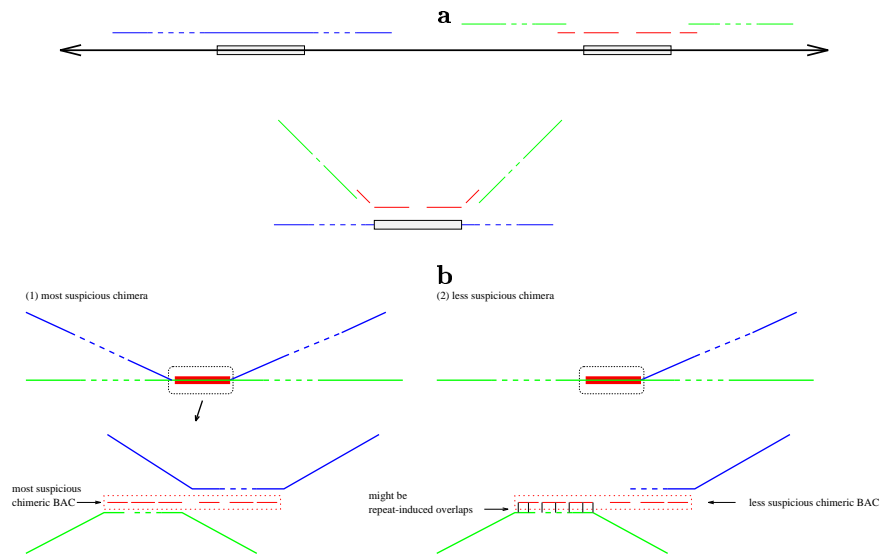 a
b
(1) most suspicious chimera
(2) less suspicious chimera
most suspicious
chimeric BAC
might be
repeat-induced overlaps
less suspicious chimeric BAC